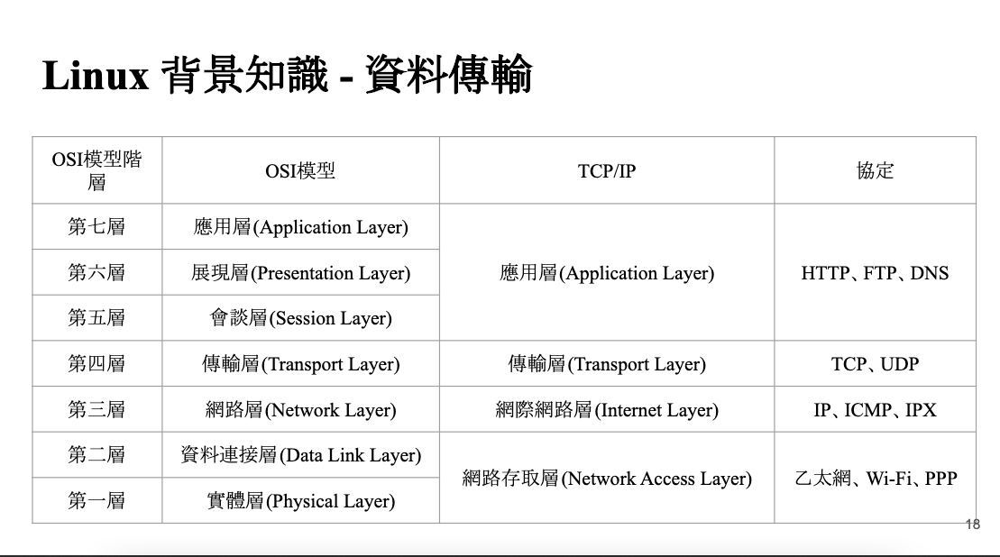 Linux 背景知識 - 資料傳輸
OSI模型階
層
OSI模型
TCP/IP
協定
第七層
應用層(Application Layer)
應用層(Application Layer)
HTTP、FTP、DNS
第六層
展現層(Presentation Layer)
第五層
會談層(Session Layer)
第四層
傳輸層(Transport Layer)
傳輸層(Transport Layer)
TCP、UDP
第三層
網路層(Network Layer)
網際網路層(Internet Layer)
IP、ICMP、IPX
第二層
資料連接層(Data Link Layer)
網路存取層(Network Access Layer)
乙太網、Wi-Fi、PPP
第一層
實體層(Physical Layer)
18